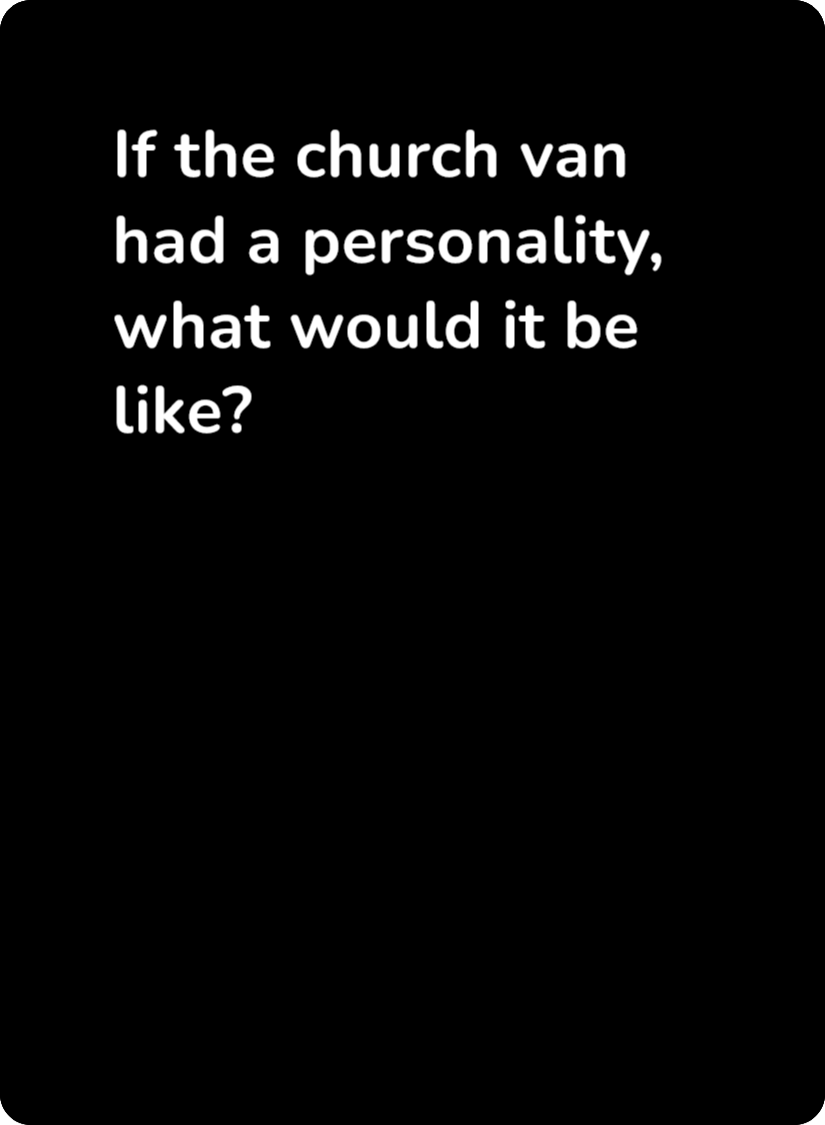 If the church van
had a personality,
what would it be
like?